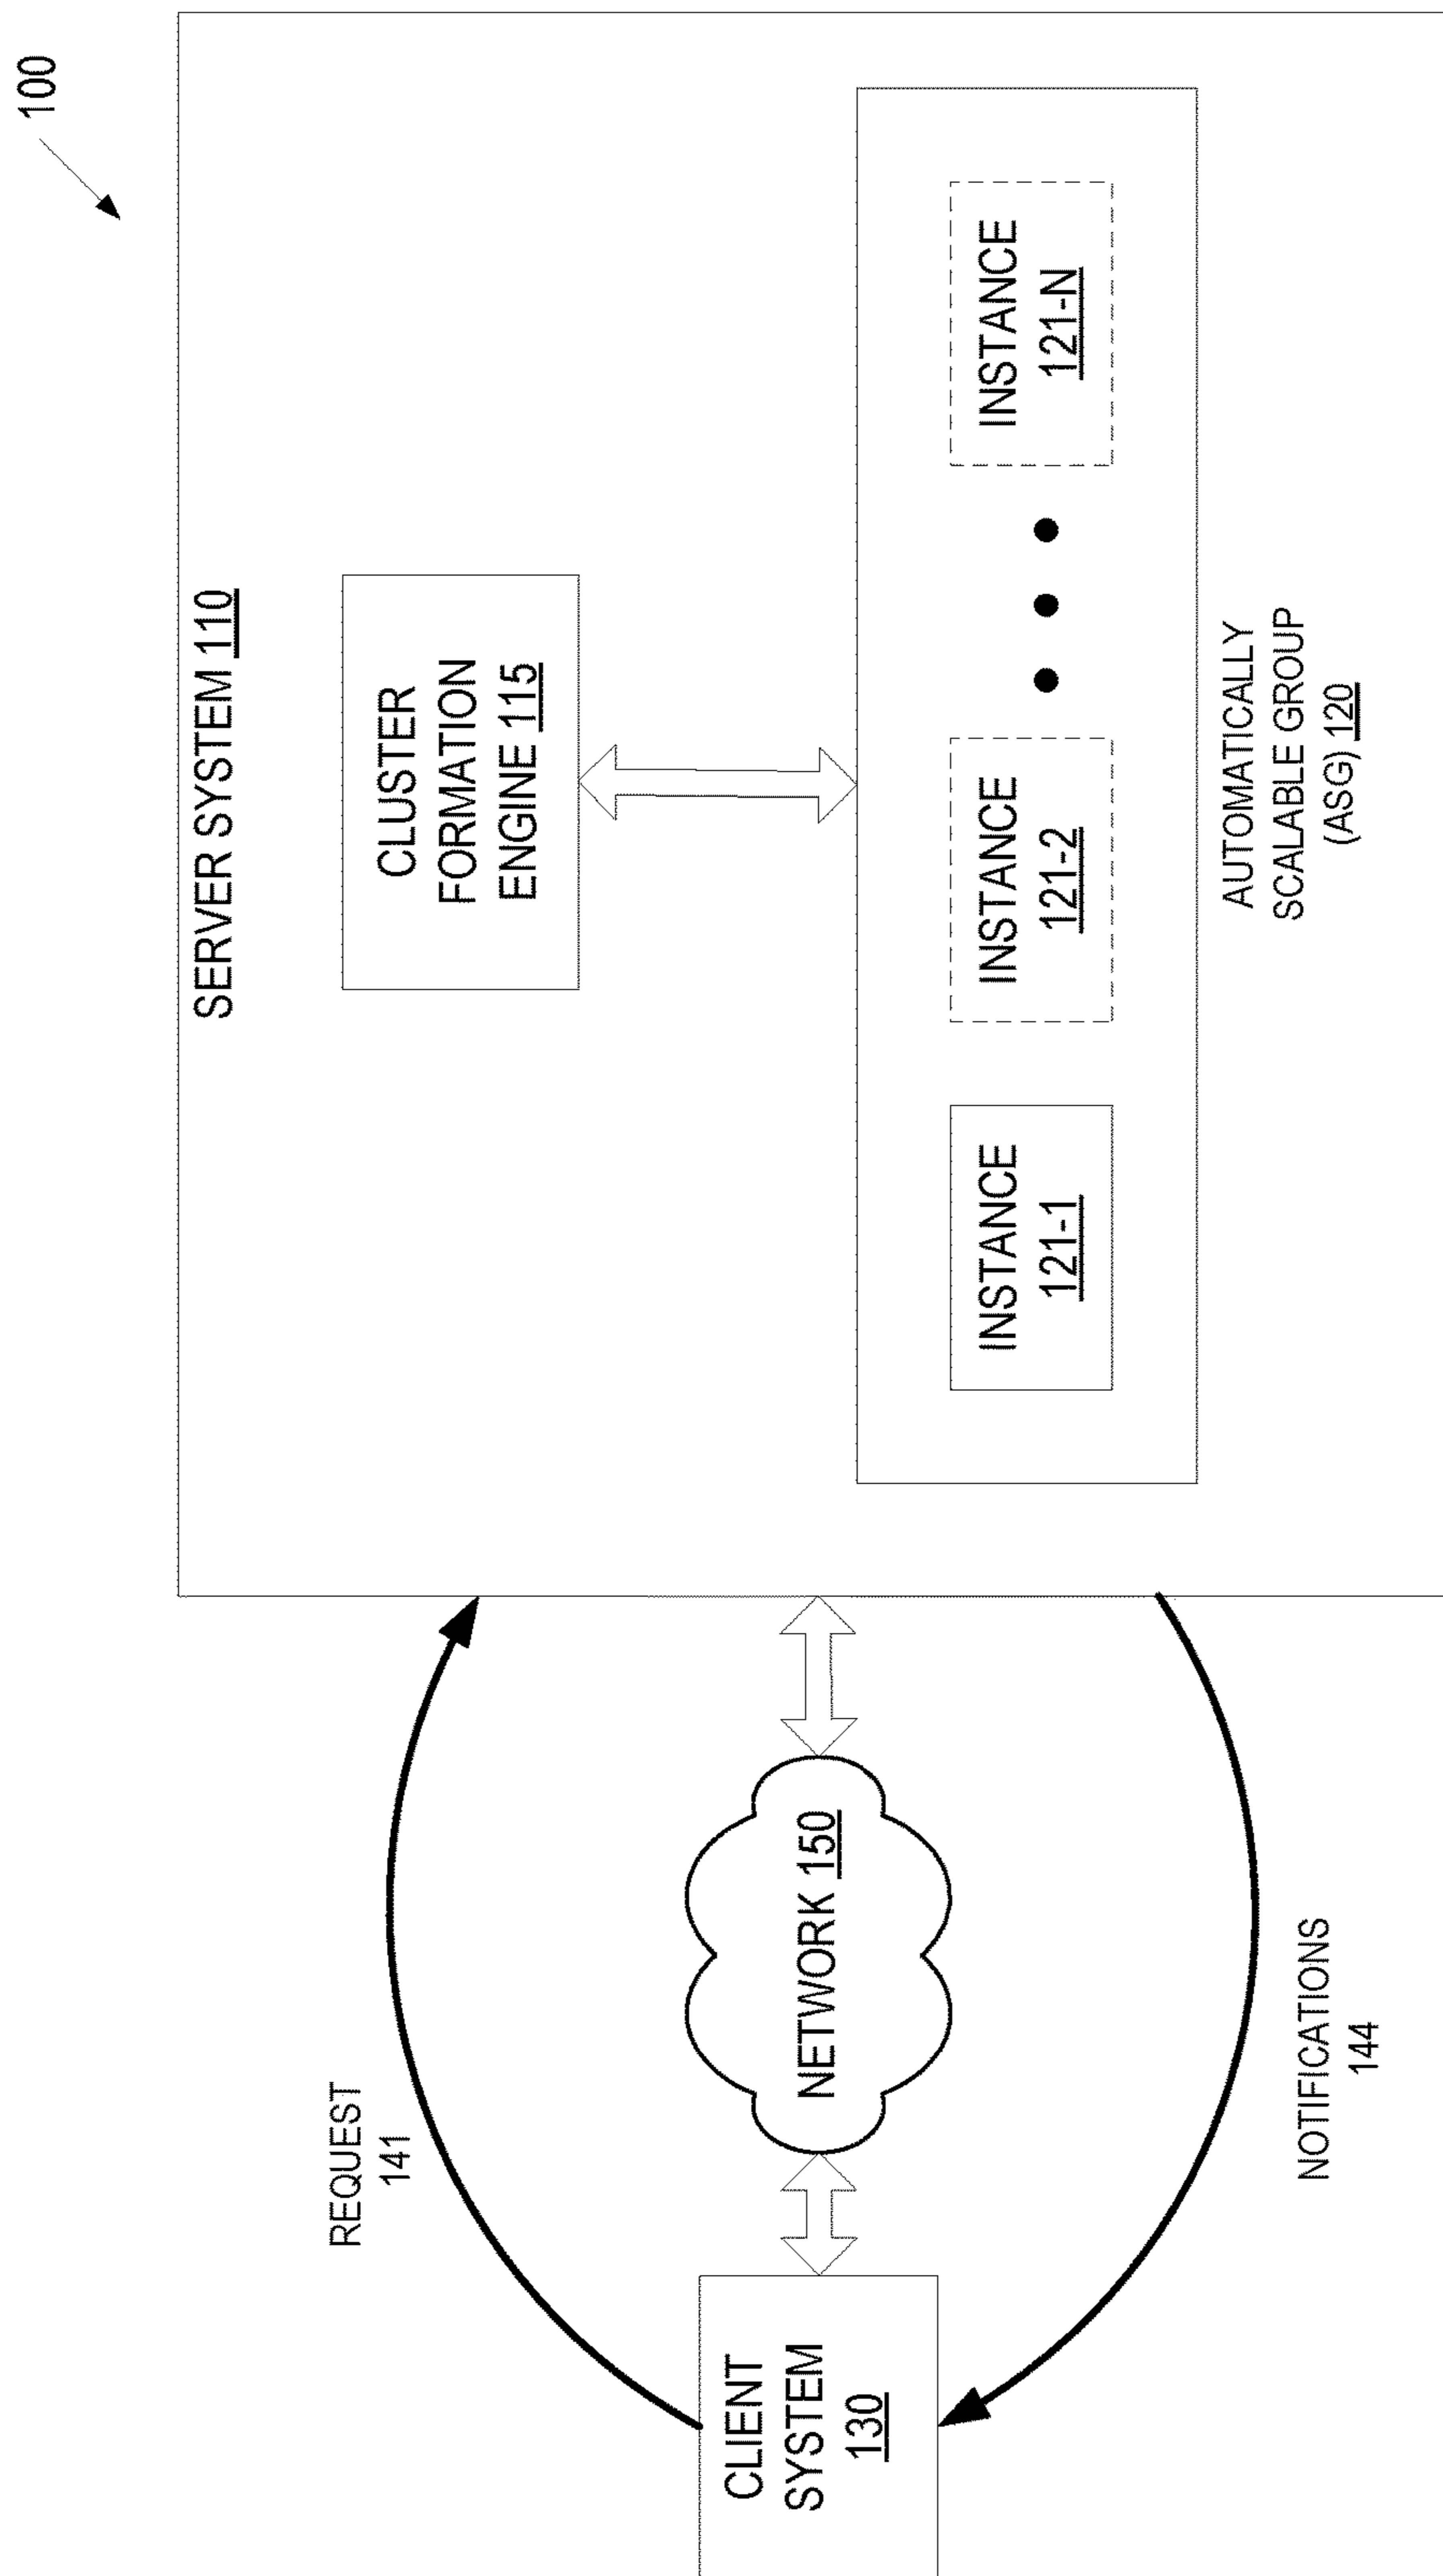 100
SERVER SYSTEM 110
CLUSTER
FORMATION
ENGINE 115
REQUEST
141
CLIENT
SYSTEM
130
NETWORK 150
INSTANCE
121-1
INSTANCE
121-2
INSTANCE
121-N
AUTOMATICALLY
SCALABLE GROUP
(ASG) 120
NOTIFICATIONS
144